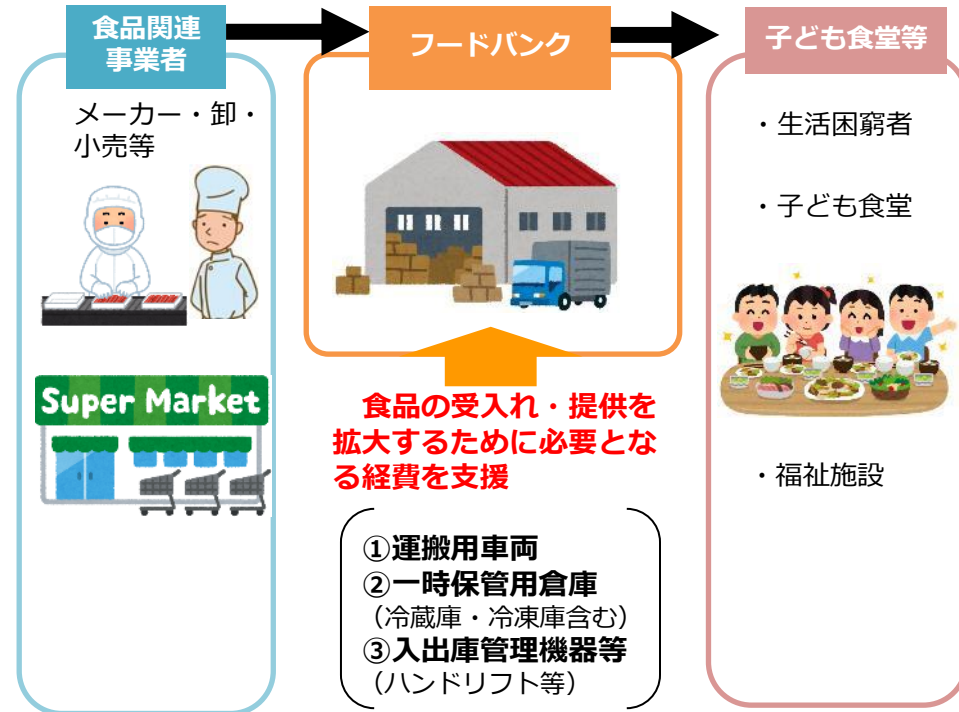 食品関連
事業者
メーカー・卸・
小売等
Super Market
フードバンク
食品の受入れ・提供を
拡大するために必要とな
る経費を支援
①運搬用車両
②一時保管用倉庫
（冷蔵庫・冷凍庫含む）
③入出庫管理機器等
（ハンドリフト等）
子ども食堂等
・生活困窮者
・子ども食堂
・福祉施設